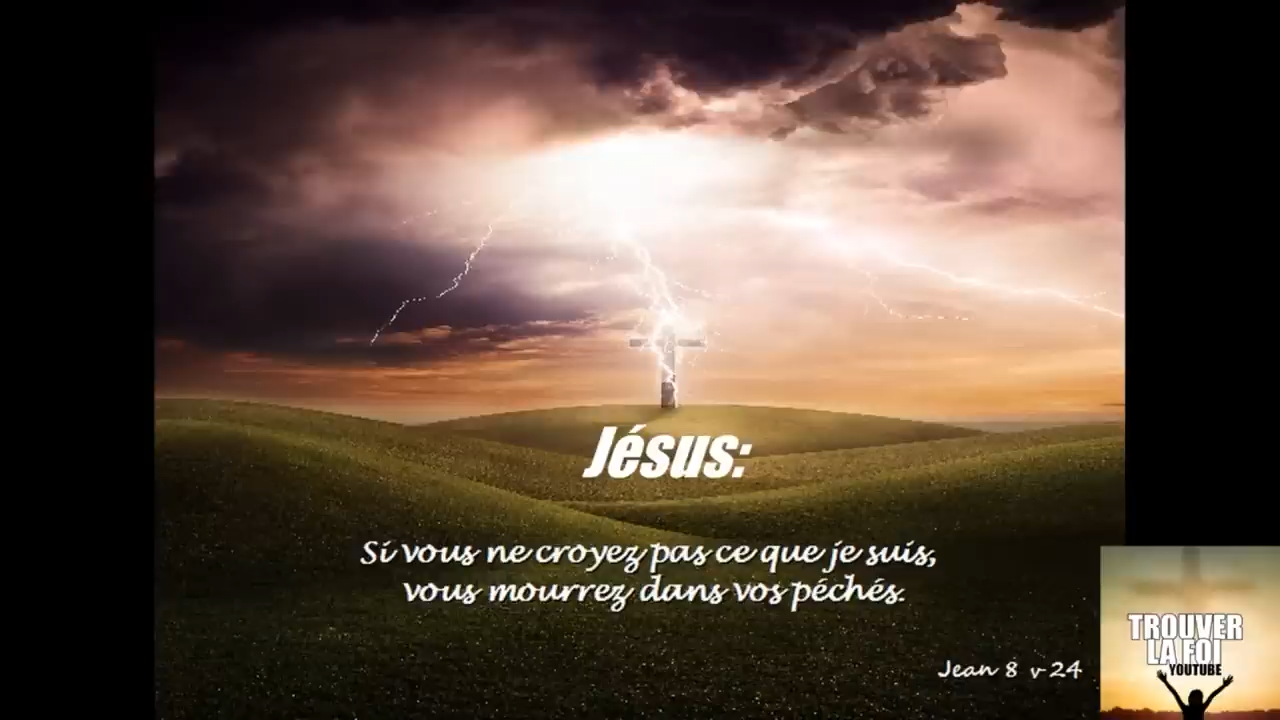 Jésus:
Si vous ne croyez pas ce que je suis,
vous mourrez dans vos péchés.
Jean 8 v 24
TROUVER
LA FOI
YOUTUBE